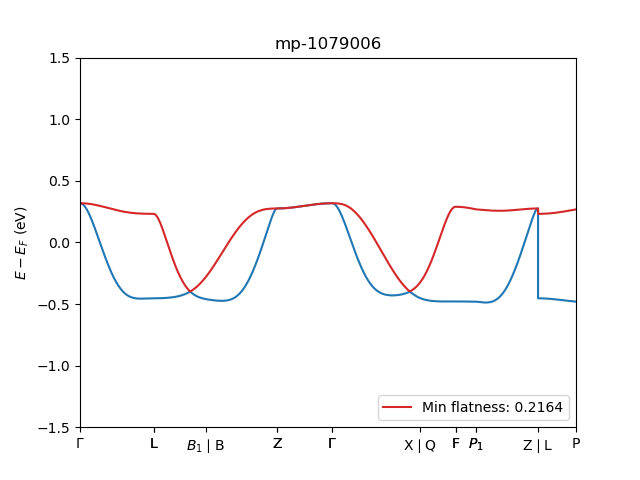 mp-1079006
E − E_F (eV)
1.5
1.0
0.5
0.0
−0.5
−1.0
−1.5
Min flatness: 0.2164
Γ L B₁ | B Z Γ X | Q F P₁ Z | L P